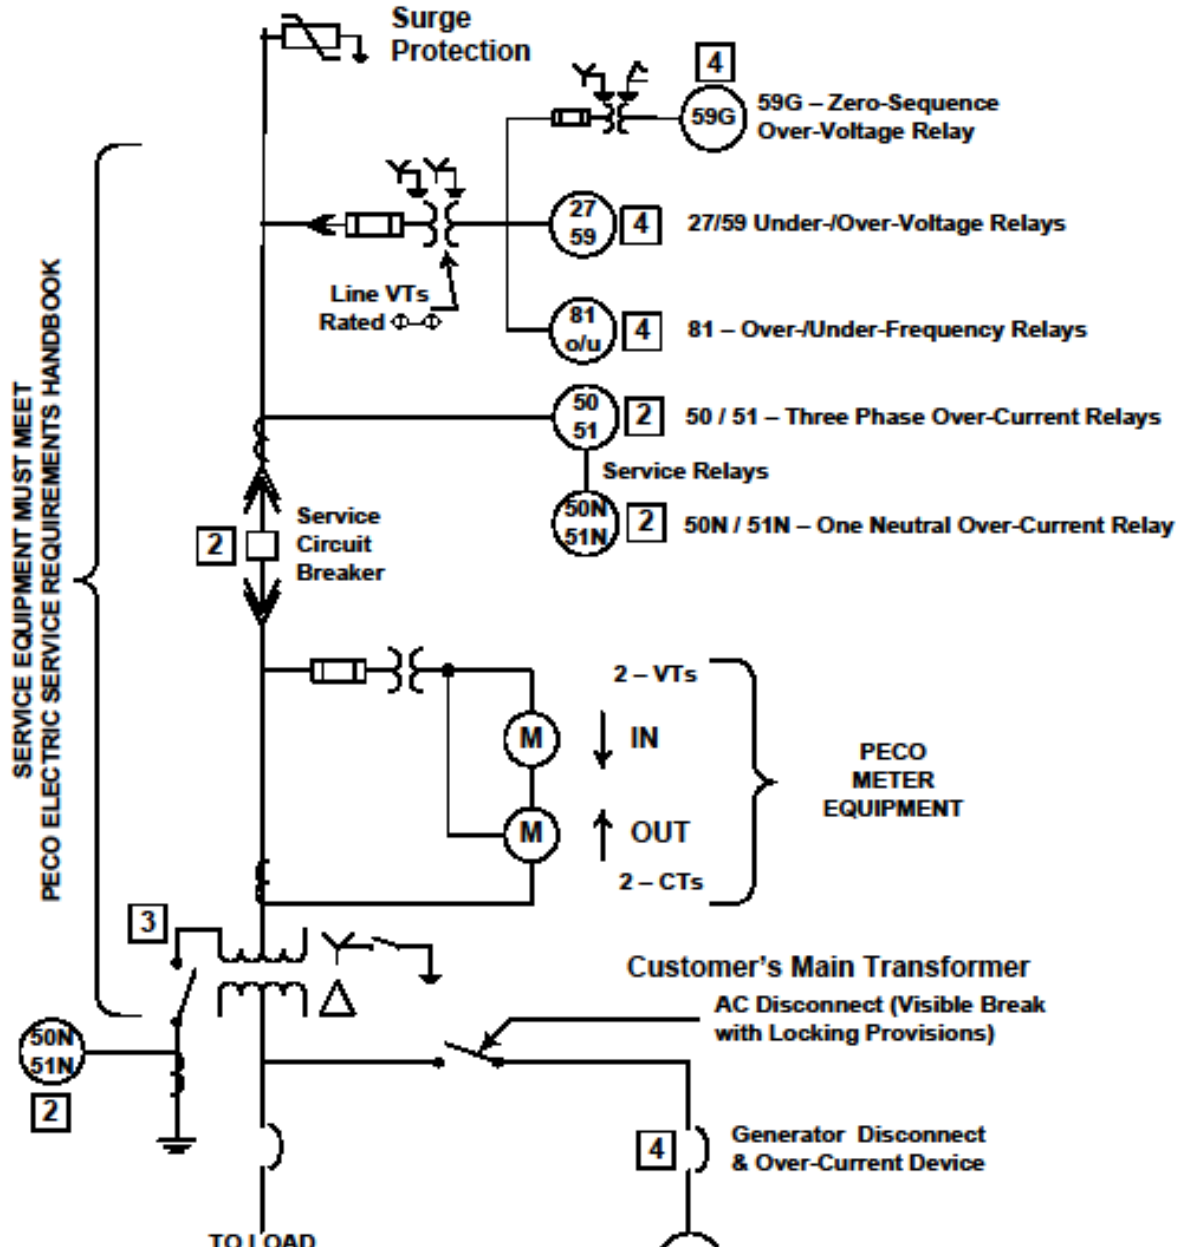 Surge
Protection
4
59G
59G – Zero-Sequence
Over-Voltage Relay
27
59
4
27/59 Under-/Over-Voltage Relays
Line VTs
Rated
81
o/u
4
81 – Over-/Under-Frequency Relays
50
51
2
50 / 51 – Three Phase Over-Current Relays
Service Relays
50N
51N
2
50N / 51N – One Neutral Over-Current Relay
SERVICE EQUIPMENT MUST MEET
PECO ELECTRIC SERVICE REQUIREMENTS HANDBOOK
2
Service
Circuit
Breaker
2 – VTs
M
IN
M
OUT
2 – CTs
PECO
METER
EQUIPMENT
3
Customer's Main Transformer
AC Disconnect (Visible Break
with Locking Provisions)
50N
51N
2
4
Generator Disconnect
& Over-Current Device
TO LOAD